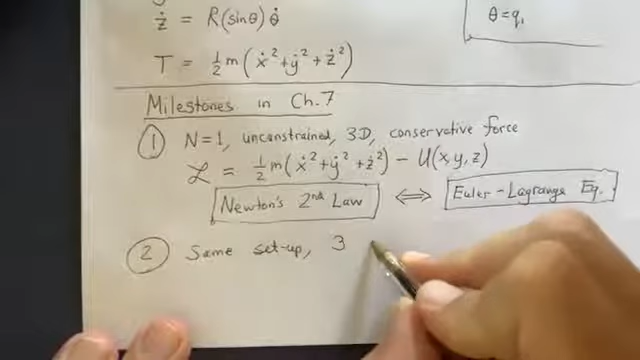 ż = R(sinθ)θ̇
θ = q₁
T = ½m(ẋ²+ẏ²+ż²)
Milestones in Ch.7
① N=1, unconstrained, 3D, conservative force
ℒ = ½m(ẋ²+ẏ²+ż²) − U(x,y,z)
Newton's 2nd Law ⟺ Euler-Lagrange Eq.
② Same set-up, 3